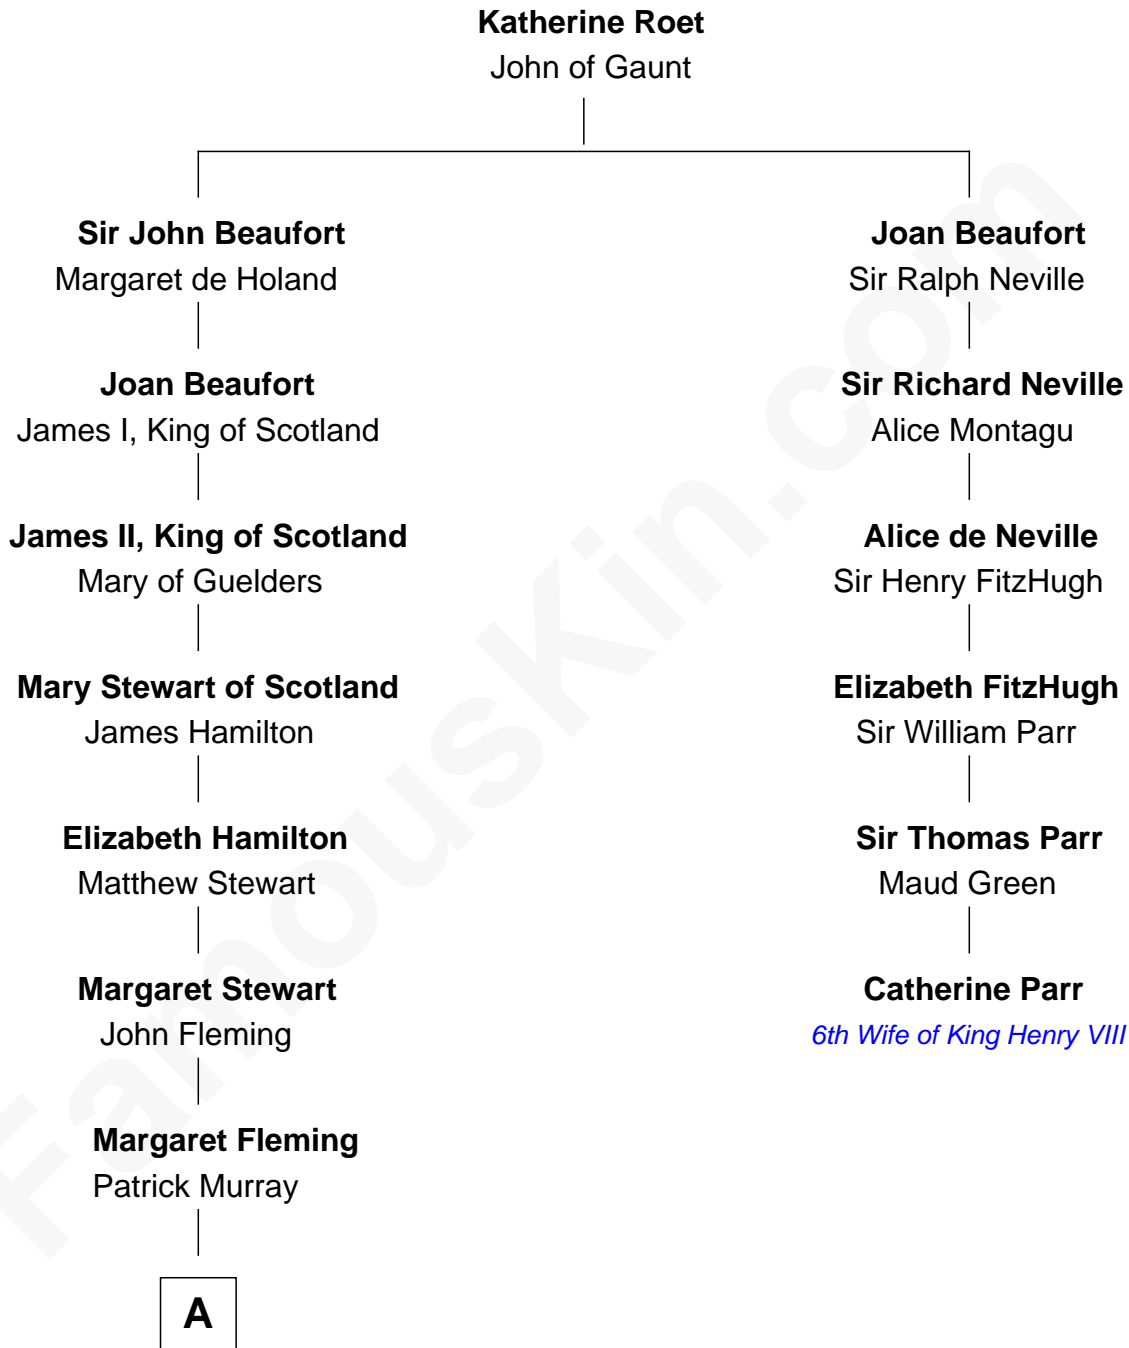 Katherine Roet
John of Gaunt
Sir John Beaufort
Margaret de Holand
Joan Beaufort
James I, King of Scotland
James II, King of Scotland
Mary of Guelders
Mary Stewart of Scotland
James Hamilton
Elizabeth Hamilton
Matthew Stewart
Margaret Stewart
John Fleming
Margaret Fleming
Patrick Murray
A
Joan Beaufort
Sir Ralph Neville
Sir Richard Neville
Alice Montagu
Alice de Neville
Sir Henry FitzHugh
Elizabeth FitzHugh
Sir William Parr
Sir Thomas Parr
Maud Green
Catherine Parr
6th Wife of King Henry VIII
FamousKin.com